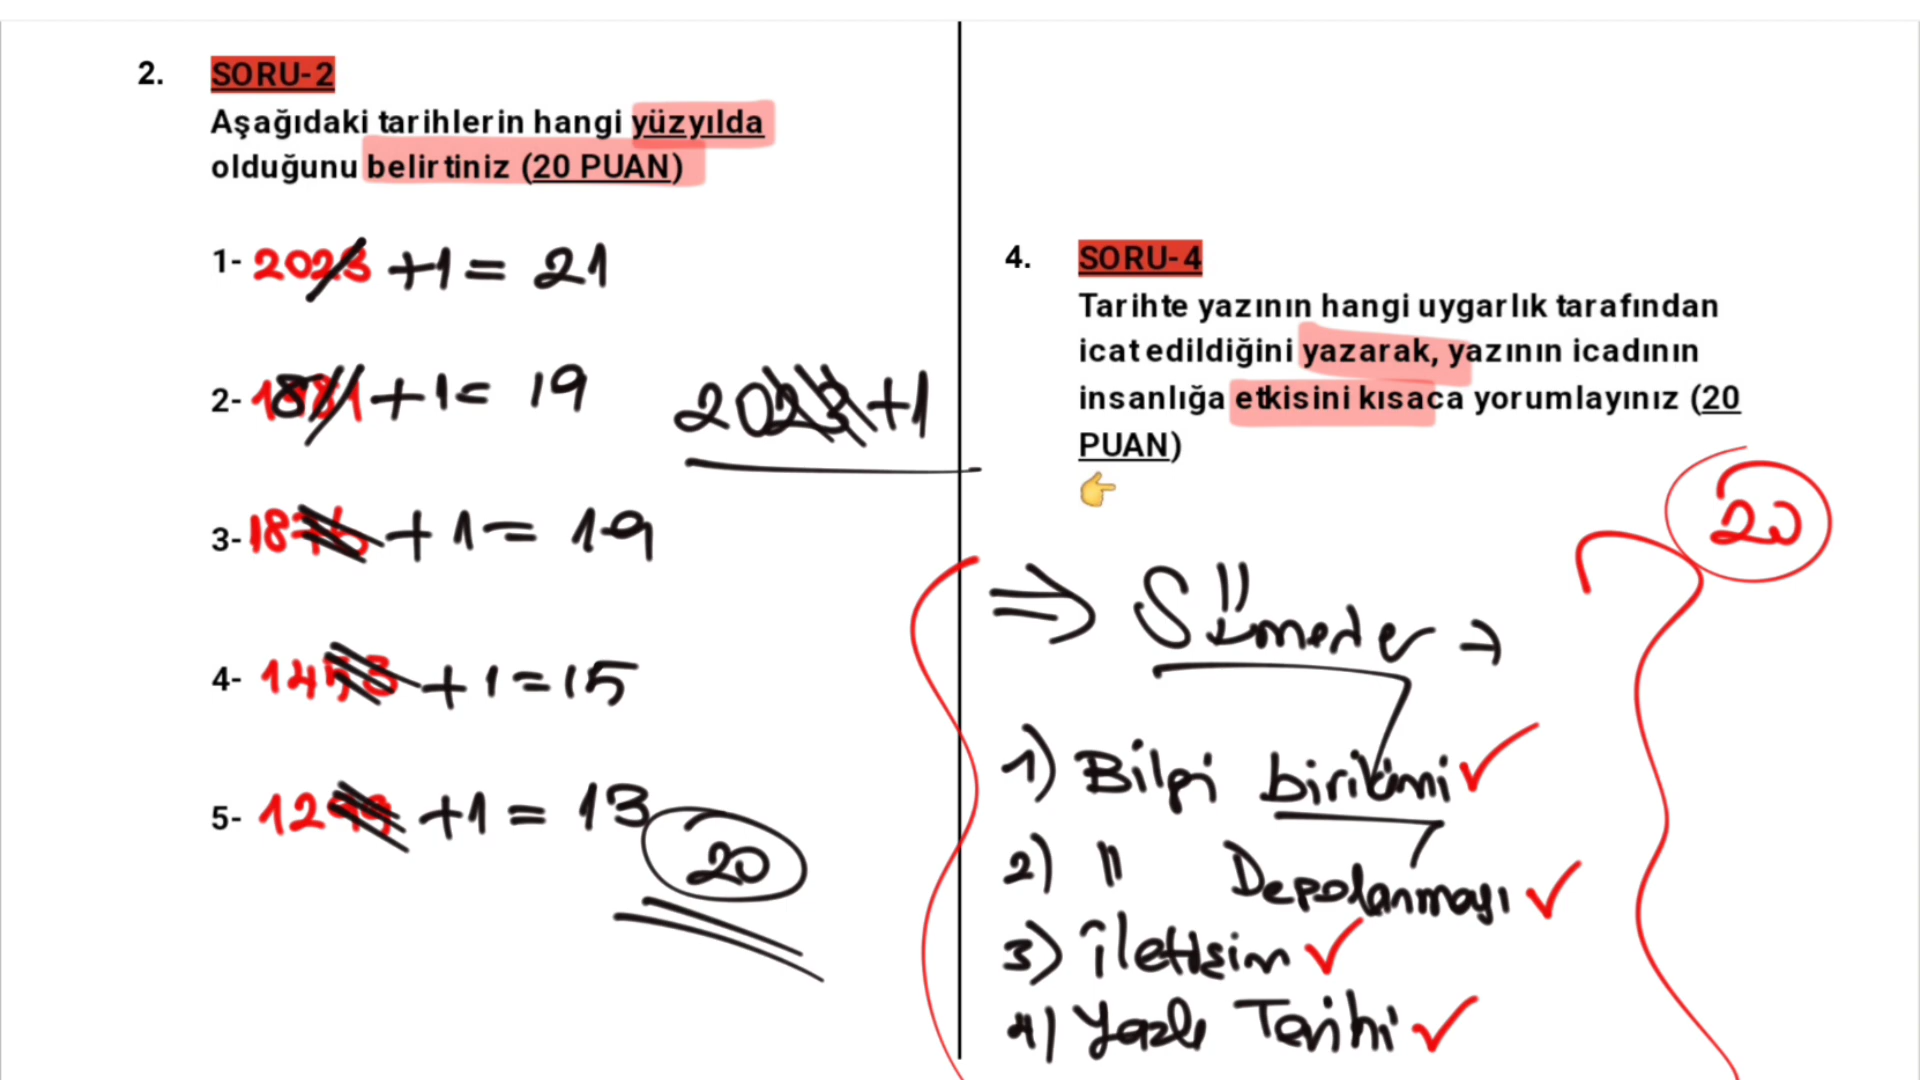 2. SORU-2
Aşağıdaki tarihlerin hangi yüzyılda
olduğunu belirtiniz (20 PUAN)
1- 2023 +1 = 21
2- 1881 +1 = 19
2023 +1
3- 18 +1 = 19
4- 1453 +1 = 15
5- 1299 +1 = 13
20
4. SORU-4
Tarihte yazının hangi uygarlık tarafından
icat edildiğini yazarak, yazının icadının
insanlığa etkisini kısaca yorumlayınız (20
PUAN)
👉
20
⇒ Sümerler →
1) Bilgi birikimi ✓
2) " Depolanmayı ✓
3) İletişim ✓
4) Yazılı Tarihi ✓